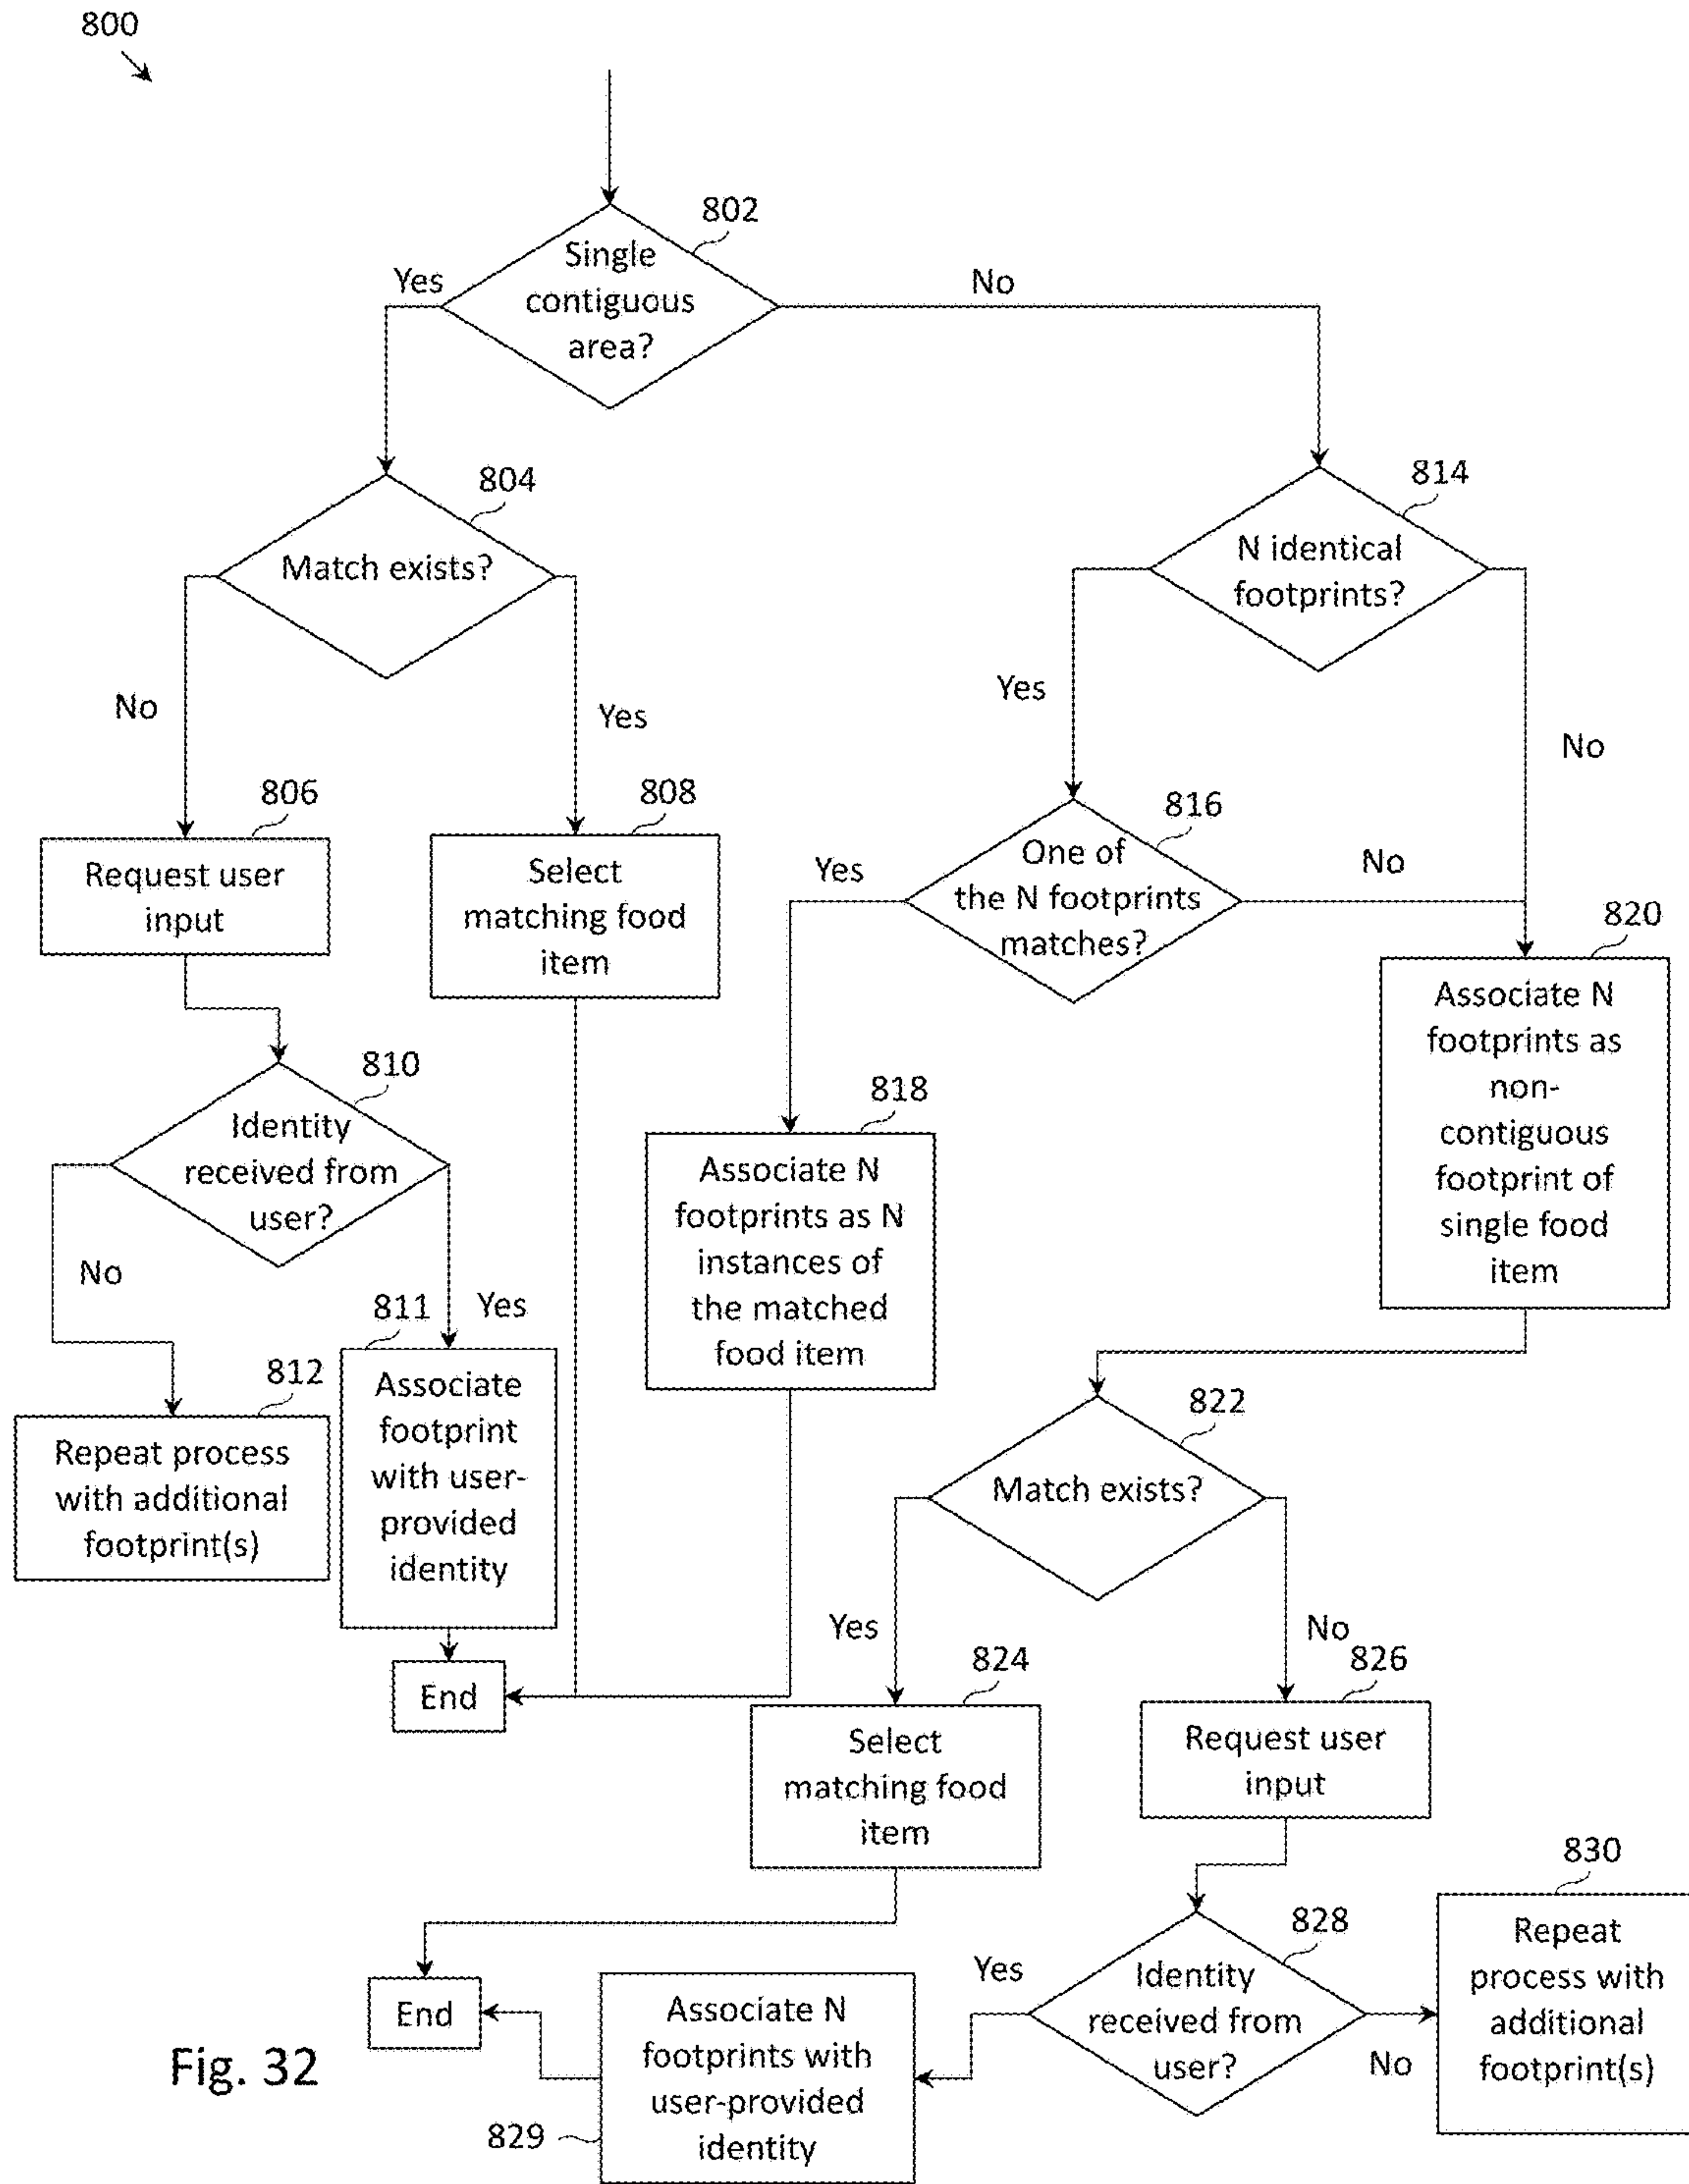 800
802
Single
contiguous
area?
Yes
No
804
Match exists?
814
N identical
footprints?
No
Yes
Yes
No
806
Request user
input
808
Select
matching food
item
816
One of
the N footprints
matches?
Yes
No
820
Associate N
footprints as
non-
contiguous
footprint of
single food
item
810
Identity
received from
user?
No
Yes
818
Associate N
footprints as N
instances of
the matched
food item
811
Associate
footprint
with user-
provided
identity
812
Repeat process
with additional
footprint(s)
822
Match exists?
Yes
No
End
824
Select
matching food
item
826
Request user
input
828
Identity
received from
user?
Yes
No
830
Repeat
process with
additional
footprint(s)
End
829
Associate N
footprints with
user-provided
identity
Fig. 32